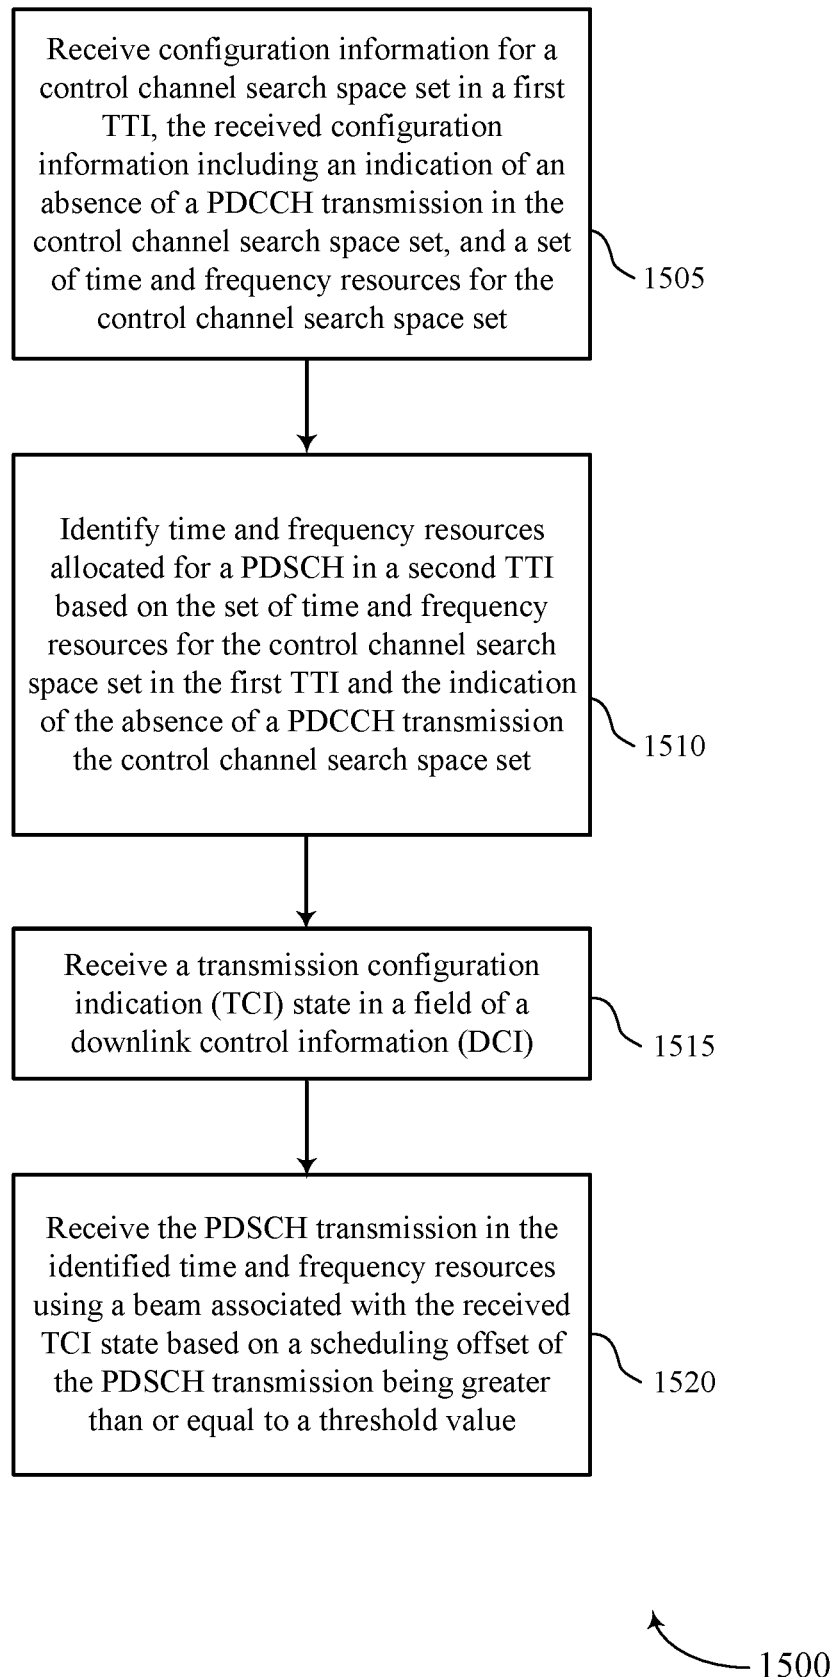 Receive configuration information for a
control channel search space set in a first
TTI, the received configuration
information including an indication of an
absence of a PDCCH transmission in the
control channel search space set, and a set
of time and frequency resources for the
control channel search space set
1505
Identify time and frequency resources
allocated for a PDSCH in a second TTI
based on the set of time and frequency
resources for the control channel search
space set in the first TTI and the indication
of the absence of a PDCCH transmission
the control channel search space set
1510
Receive a transmission configuration
indication (TCI) state in a field of a
downlink control information (DCI)
1515
Receive the PDSCH transmission in the
identified time and frequency resources
using a beam associated with the received
TCI state based on a scheduling offset of
the PDSCH transmission being greater
than or equal to a threshold value
1520
1500